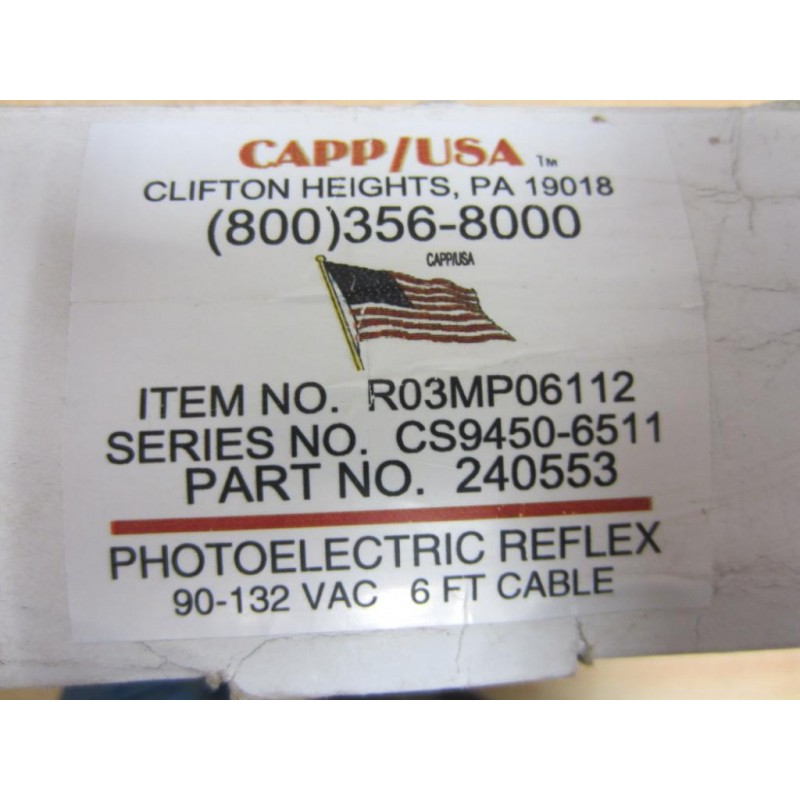 CAPP/USA TM
CLIFTON HEIGHTS, PA 19018
(800)356-8000
CAPP/USA
ITEM NO. R03MP06112
SERIES NO. CS9450-6511
PART NO. 240553
PHOTOELECTRIC REFLEX
90-132 VAC 6 FT CABLE